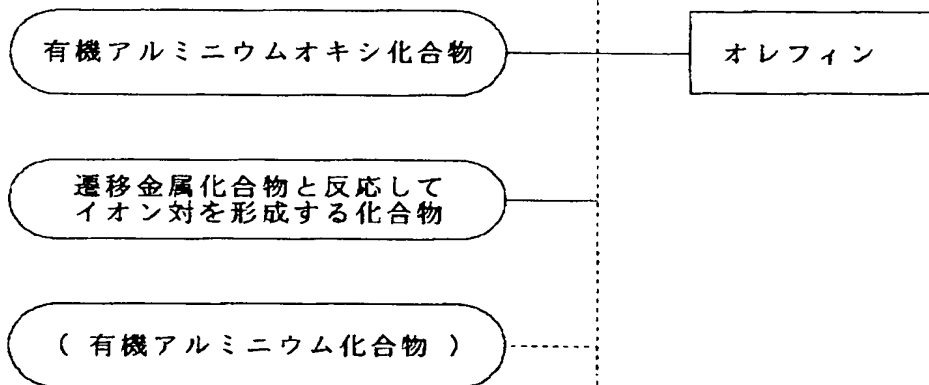 有機アルミニウムオキシ化合物
オレフィン
遷移金属化合物と反応して
イオン対を形成する化合物
( 有機アルミニウム化合物 )